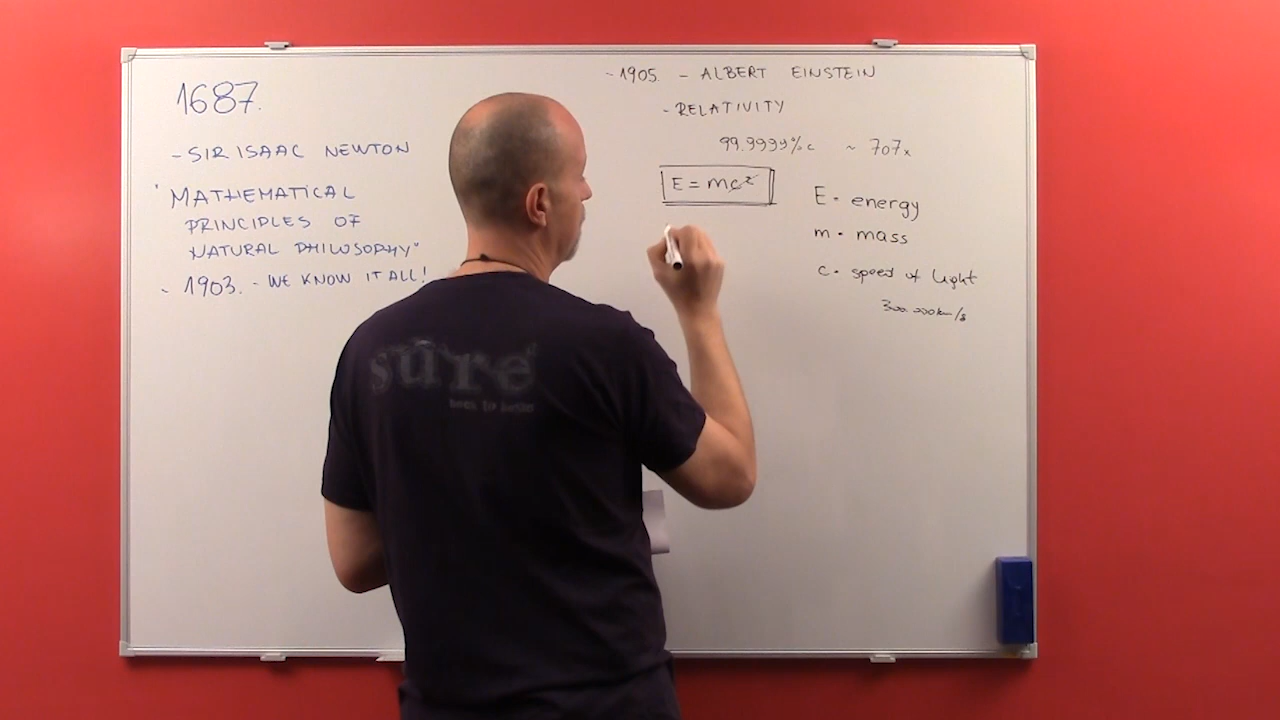 1687.
- SIR ISAAC NEWTON
"MATHEMATICAL
PRINCIPLES OF
NATURAL PHILOSOPHY"
- 1903. - WE KNOW IT ALL!
- 1905. - ALBERT EINSTEIN
- RELATIVITY
99.9999%c ~ 707x
E = mc²
E - energy
m - mass
c - speed of light
300.000km/s
sure